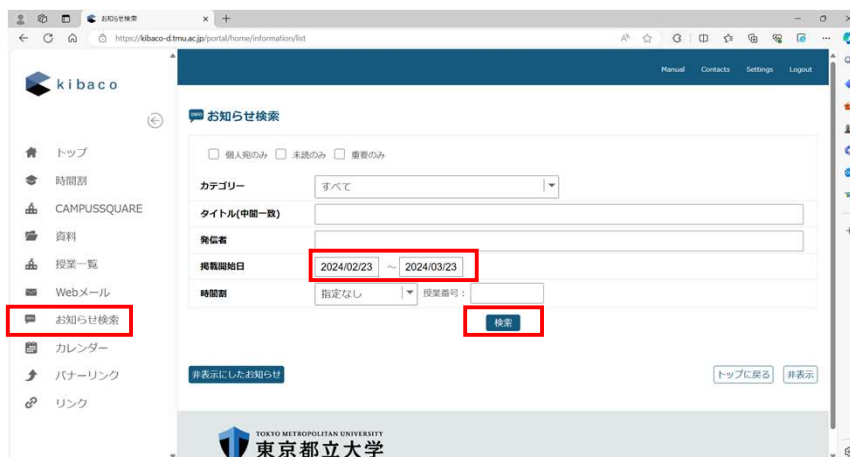 お知らせ検索
https://kibaco-d.tmu.ac.jp/portal/home/information/list
Manual Contacts Settings Logout
kibaco
お知らせ検索
個人宛のみ 未読のみ 重要のみ
トップ
時間割
CAMPUSSQUARE
資料
授業一覧
Webメール
お知らせ検索
カレンダー
バナーリンク
リンク
カテゴリー すべて
タイトル(中間一致)
発信者
掲載開始日 2024/02/23 ～ 2024/03/23
時間割 指定なし 授業番号：
検索
非表示にしたお知らせ トップに戻る 非表示
TOKYO METROPOLITAN UNIVERSITY
東京都立大学